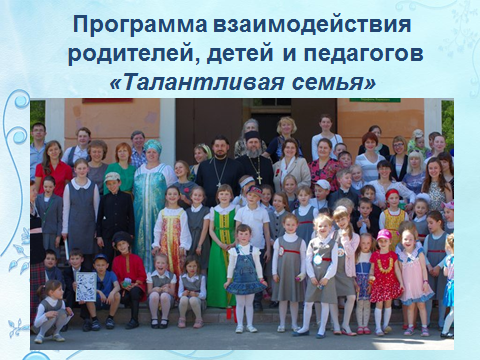 Программа взаимодействия
родителей, детей и педагогов
«Талантливая семья»